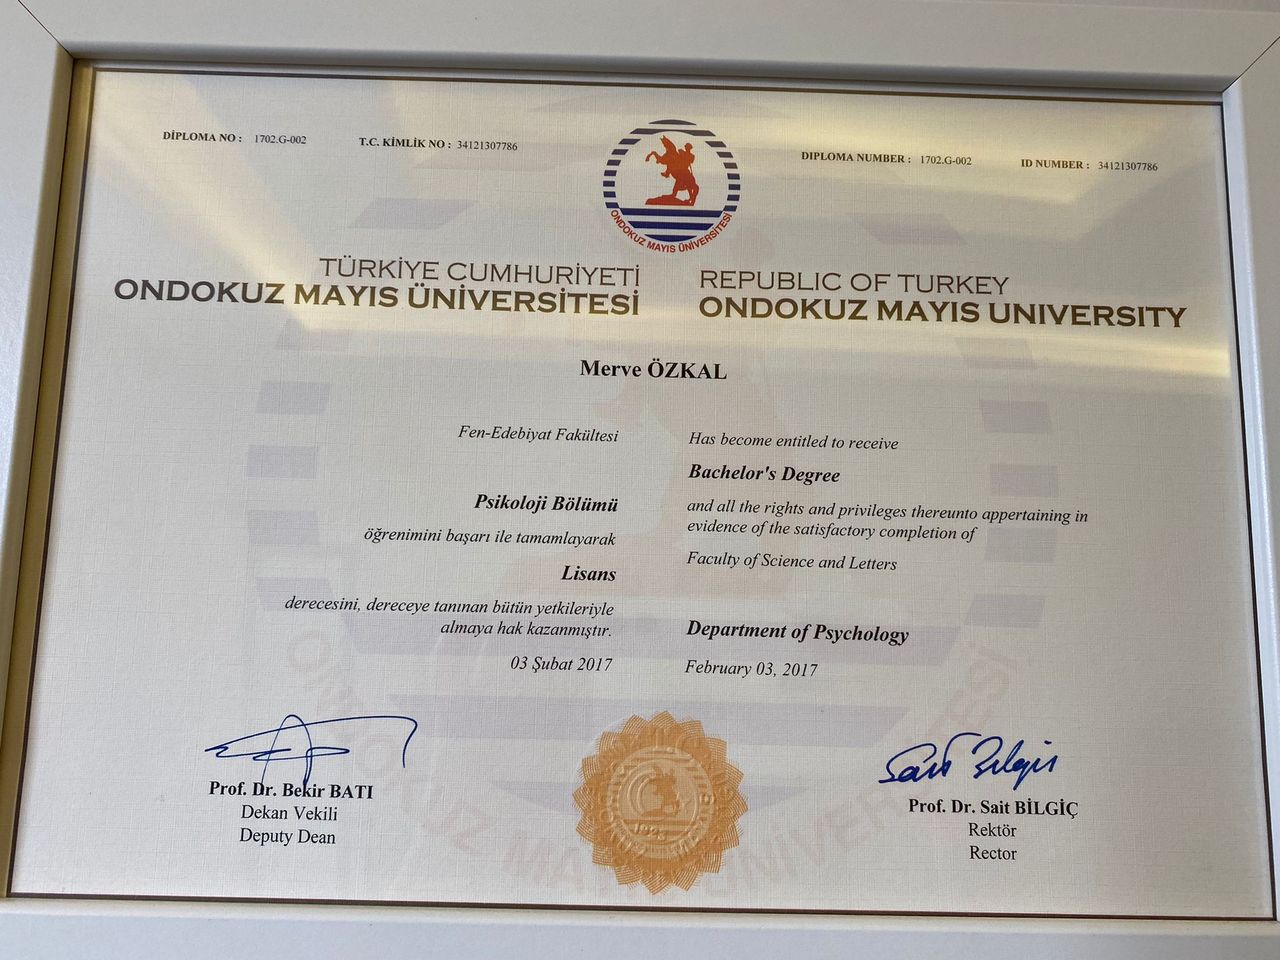 DİPLOMA NO : 1702.G-002
T.C. KİMLİK NO : 34121307786
DIPLOMA NUMBER : 1702.G-002
ID NUMBER : 34121307786
ONDOKUZ MAYIS ÜNİVERSİTESİ
TÜRKİYE CUMHURİYETİ
ONDOKUZ MAYIS ÜNİVERSİTESİ
REPUBLIC OF TURKEY
ONDOKUZ MAYIS UNIVERSITY
Merve ÖZKAL
Fen-Edebiyat Fakültesi
Psikoloji Bölümü
öğrenimini başarı ile tamamlayarak
Lisans
derecesini, dereceye tanınan bütün yetkileriyle
almaya hak kazanmıştır.
03 Şubat 2017
Has become entitled to receive
Bachelor's Degree
and all the rights and privileges thereunto appertaining in
evidence of the satisfactory completion of
Faculty of Science and Letters
Department of Psychology
February 03, 2017
Prof. Dr. Bekir BATI
Dekan Vekili
Deputy Dean
Sait Bilgiç
Prof. Dr. Sait BİLGİÇ
Rektör
Rector